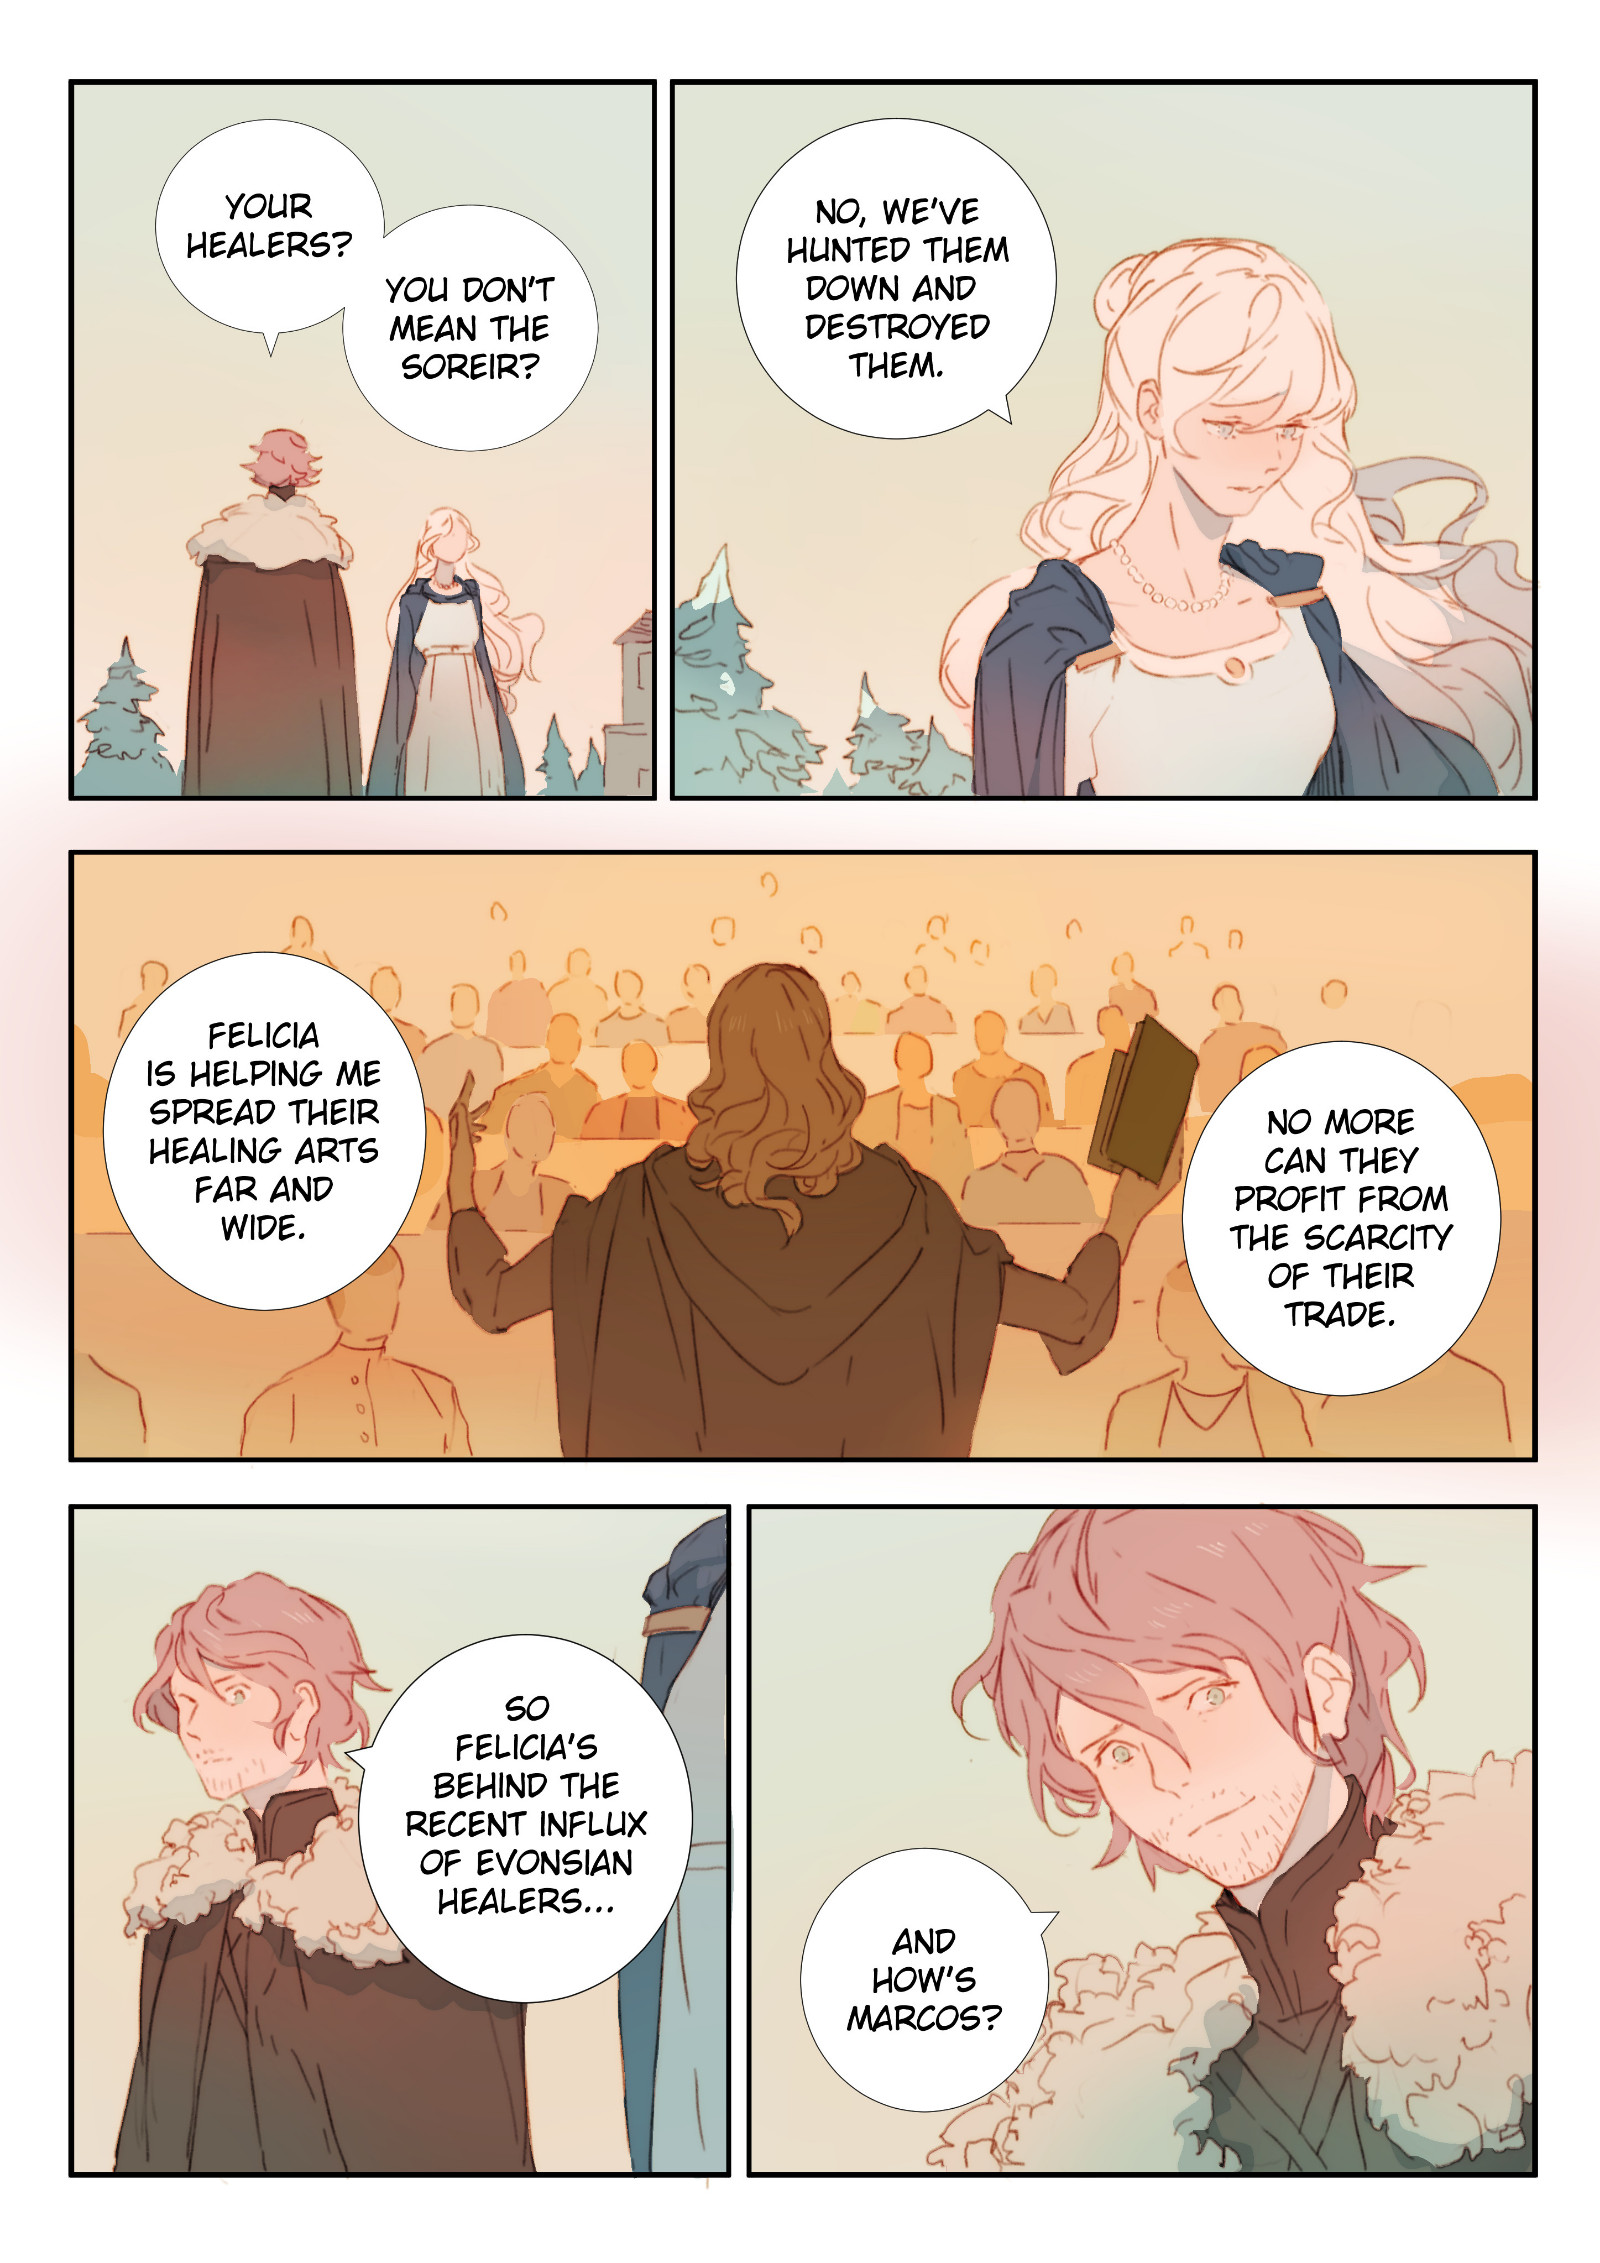 YOUR
HEALERS?
YOU DON'T
MEAN THE
SOREIR?
NO, WE'VE
HUNTED THEM
DOWN AND
DESTROYED
THEM.
FELICIA
IS HELPING ME
SPREAD THEIR
HEALING ARTS
FAR AND
WIDE.
NO MORE
CAN THEY
PROFIT FROM
THE SCARCITY
OF THEIR
TRADE.
SO
FELICIA'S
BEHIND THE
RECENT INFLUX
OF EVONSIAN
HEALERS...
AND
HOW'S
MARCOS?